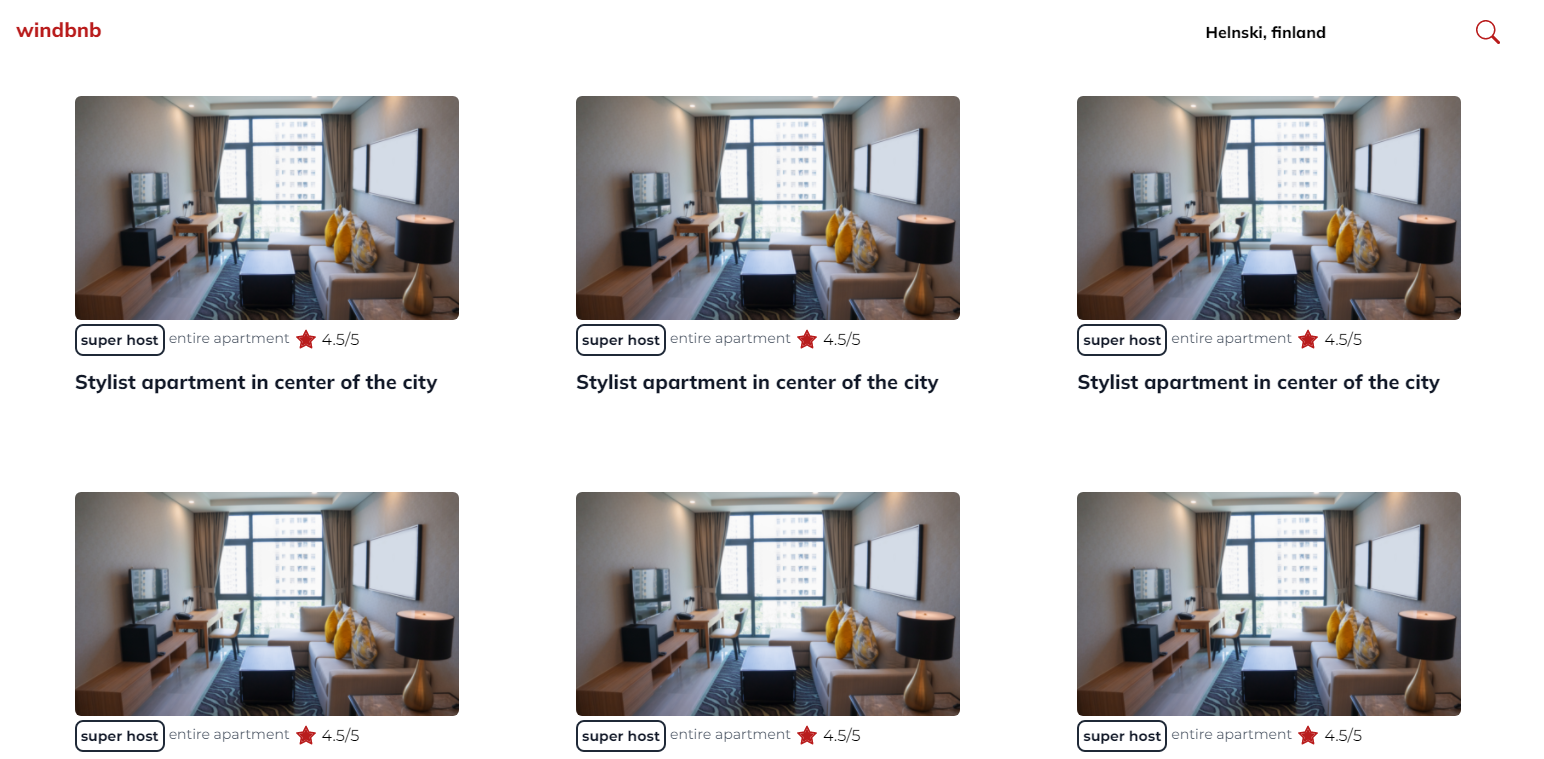 windbnb
Helnski, finland
super host entire apartment 4.5/5
super host entire apartment 4.5/5
super host entire apartment 4.5/5
Stylist apartment in center of the city
Stylist apartment in center of the city
Stylist apartment in center of the city
super host entire apartment 4.5/5
super host entire apartment 4.5/5
super host entire apartment 4.5/5